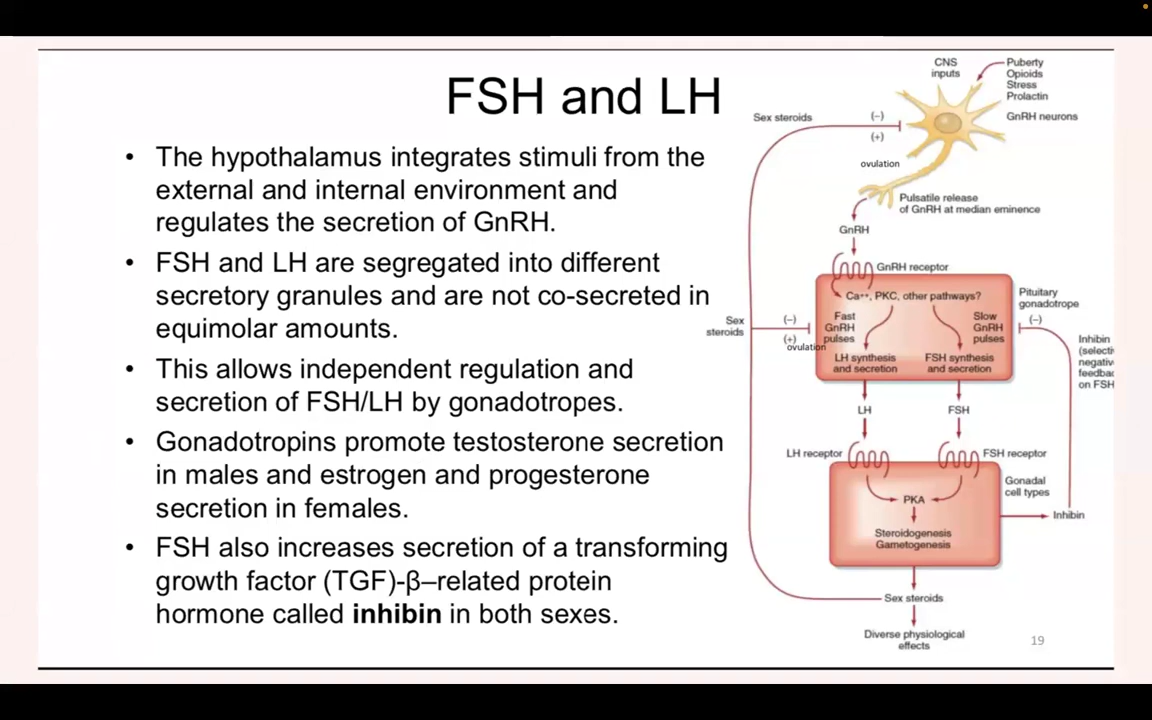 FSH and LH
• The hypothalamus integrates stimuli from the
external and internal environment and
regulates the secretion of GnRH.
• FSH and LH are segregated into different
secretory granules and are not co-secreted in
equimolar amounts.
• This allows independent regulation and
secretion of FSH/LH by gonadotropes.
• Gonadotropins promote testosterone secretion
in males and estrogen and progesterone
secretion in females.
• FSH also increases secretion of a transforming
growth factor (TGF)-β–related protein
hormone called inhibin in both sexes.
CNS
inputs
Puberty
Opioids
Stress
Prolactin
GnRH neurons
Sex steroids
(−)
(+)
ovulation
Pulsatile release
of GnRH at median eminence
GnRH
GnRH receptor
Ca++, PKC, other pathways?
Pituitary
gonadotrope
Fast
GnRH
pulses
Slow
GnRH
pulses
Sex
steroids
(−)
(+)
ovulation
(−)
Inhibin
(selecti
negativ
feedbac
on FSH
LH synthesis
and secretion
FSH synthesis
and secretion
LH
FSH
LH receptor
FSH receptor
Gonadal
cell types
PKA
Inhibin
Steroidogenesis
Gametogenesis
Sex steroids
Diverse physiological
effects
19